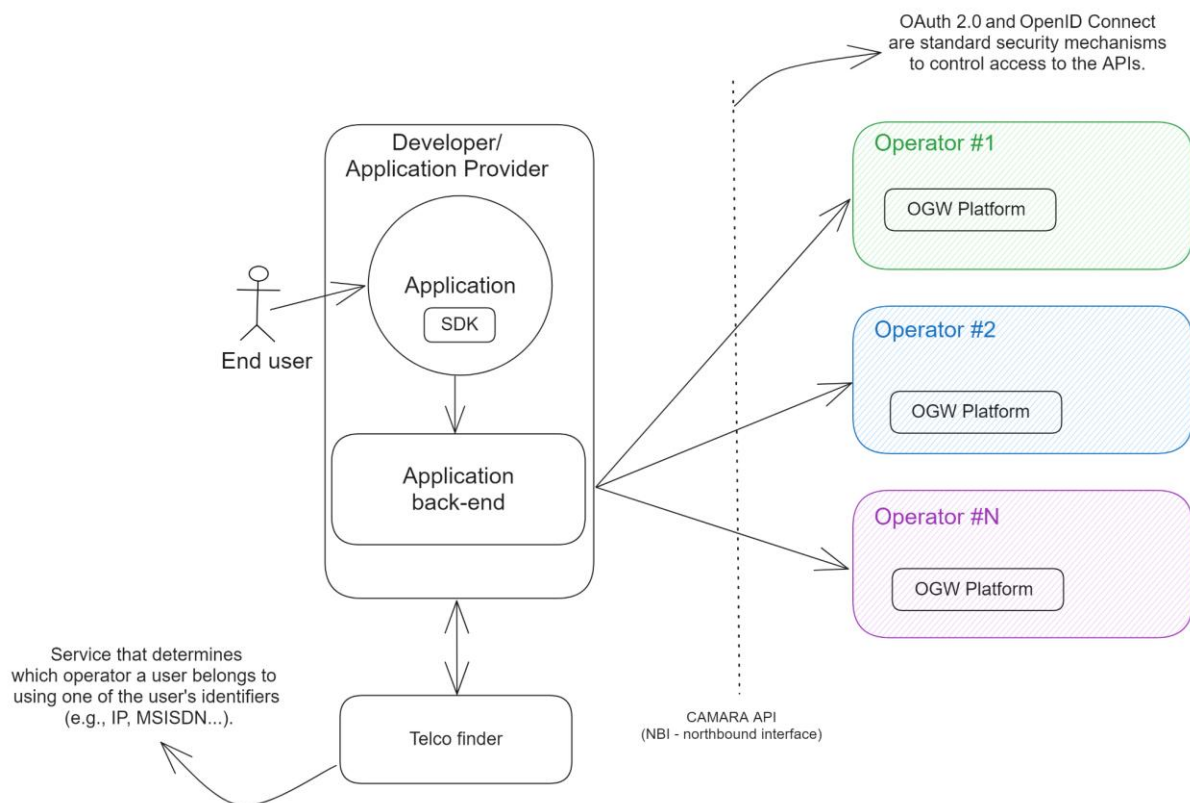 OAuth 2.0 and OpenID Connect
are standard security mechanisms
to control access to the APIs.
Developer/
Application Provider
Application
SDK
End user
Application
back-end
Operator #1
OGW Platform
Operator #2
OGW Platform
Operator #N
OGW Platform
Service that determines
which operator a user belongs to
using one of the user's identifiers
(e.g., IP, MSISDN...).
Telco finder
CAMARA API
(NBI - northbound interface)